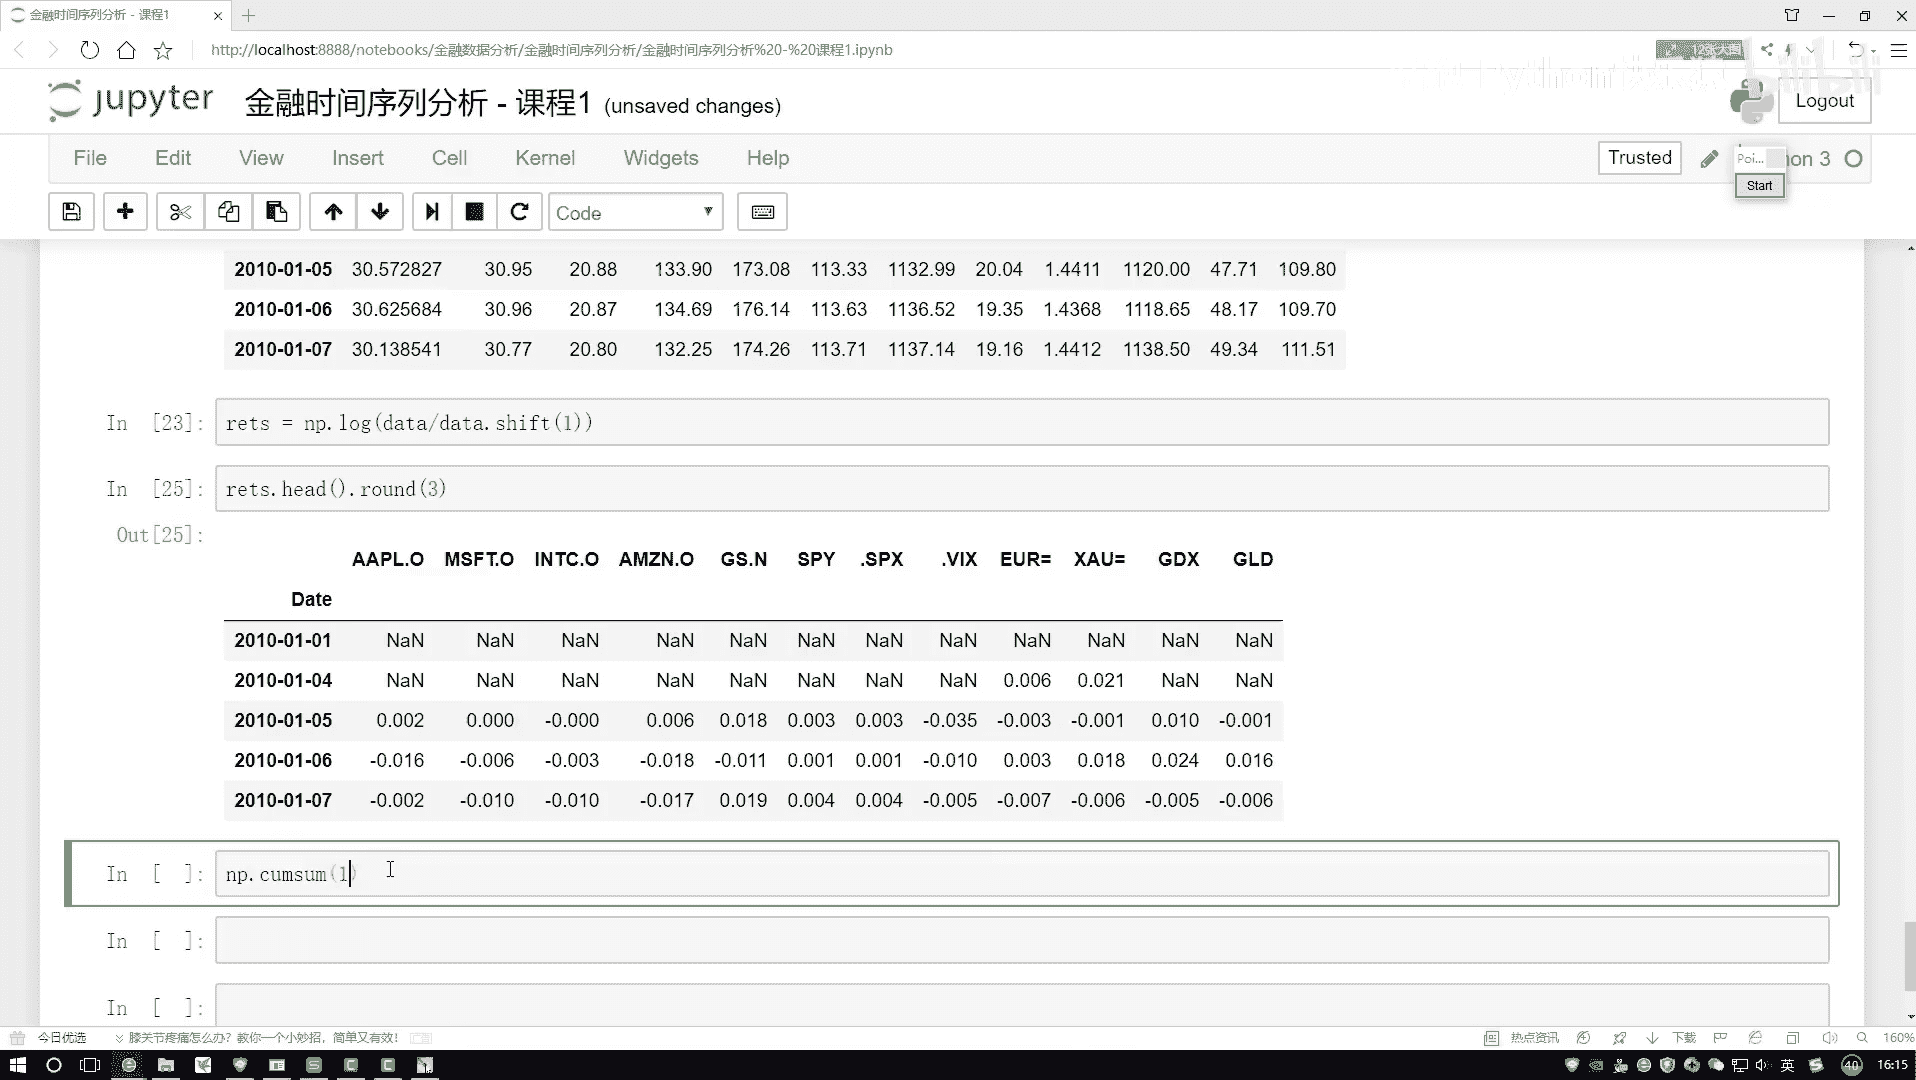 金融时间序列分析 - 课程1
http://localhost:8888/notebooks/金融数据分析/金融时间序列分析/金融时间序列分析%20-%20课程1.ipynb
12张大图
bilibili
jupyter 金融时间序列分析 - 课程1 (unsaved changes)
Logout
File Edit View Insert Cell Kernel Widgets Help
Trusted
Poi... on 3
Start
Code
2010-01-05 30.572827 30.95 20.88 133.90 173.08 113.33 1132.99 20.04 1.4411 1120.00 47.71 109.80
2010-01-06 30.625684 30.96 20.87 134.69 176.14 113.63 1136.52 19.35 1.4368 1118.65 48.17 109.70
2010-01-07 30.138541 30.77 20.80 132.25 174.26 113.71 1137.14 19.16 1.4412 1138.50 49.34 111.51
In [23]: rets = np.log(data/data.shift(1))
In [25]: rets.head().round(3)
Out[25]:
AAPL.O MSFT.O INTC.O AMZN.O GS.N SPY .SPX .VIX EUR= XAU= GDX GLD
Date
2010-01-01 NaN NaN NaN NaN NaN NaN NaN NaN NaN NaN NaN NaN
2010-01-04 NaN NaN NaN NaN NaN NaN NaN NaN 0.006 0.021 NaN NaN
2010-01-05 0.002 0.000 -0.000 0.006 0.018 0.003 0.003 -0.035 -0.003 -0.001 0.010 -0.001
2010-01-06 -0.016 -0.006 -0.003 -0.018 -0.011 0.001 0.001 -0.010 0.003 0.018 0.024 0.016
2010-01-07 -0.002 -0.010 -0.010 -0.017 0.019 0.004 0.004 -0.005 -0.007 -0.006 -0.005 -0.006
In [ ]: np.cumsum(1)
In [ ]:
In [ ]:
今日优选 膝关节疼痛怎么办？教你一个小妙招，简单又有效！
热点资讯 下载 160%
英 40 16:15